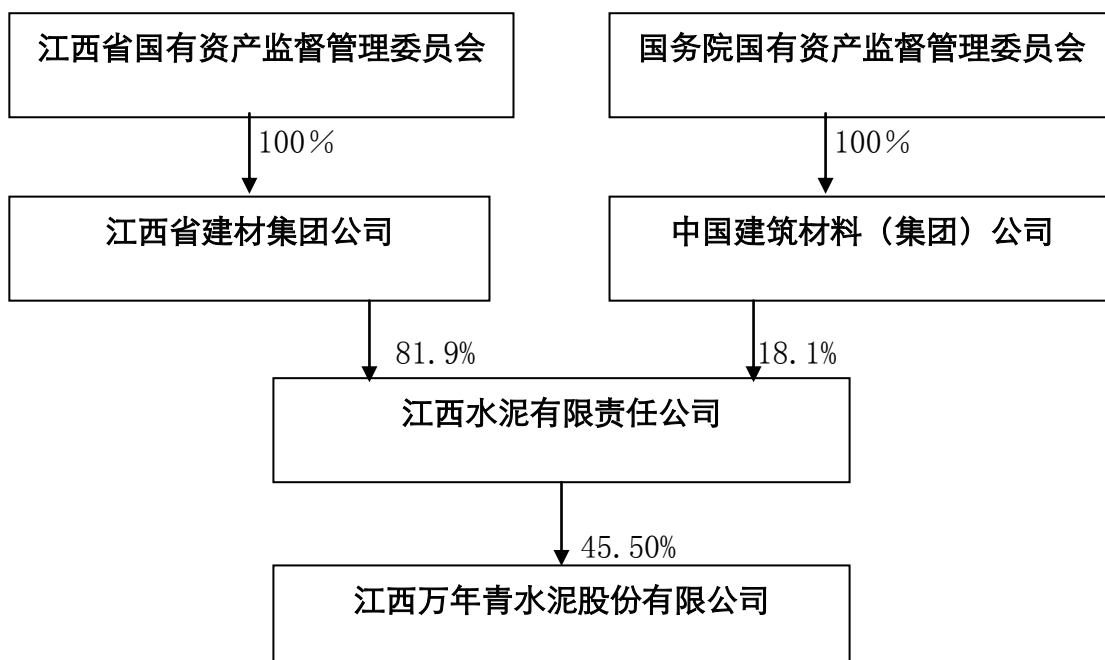 江西省国有资产监督管理委员会
国务院国有资产监督管理委员会
100％
100％
江西省建材集团公司
中国建筑材料（集团）公司
81.9%
18.1%
江西水泥有限责任公司
45.50%
江西万年青水泥股份有限公司